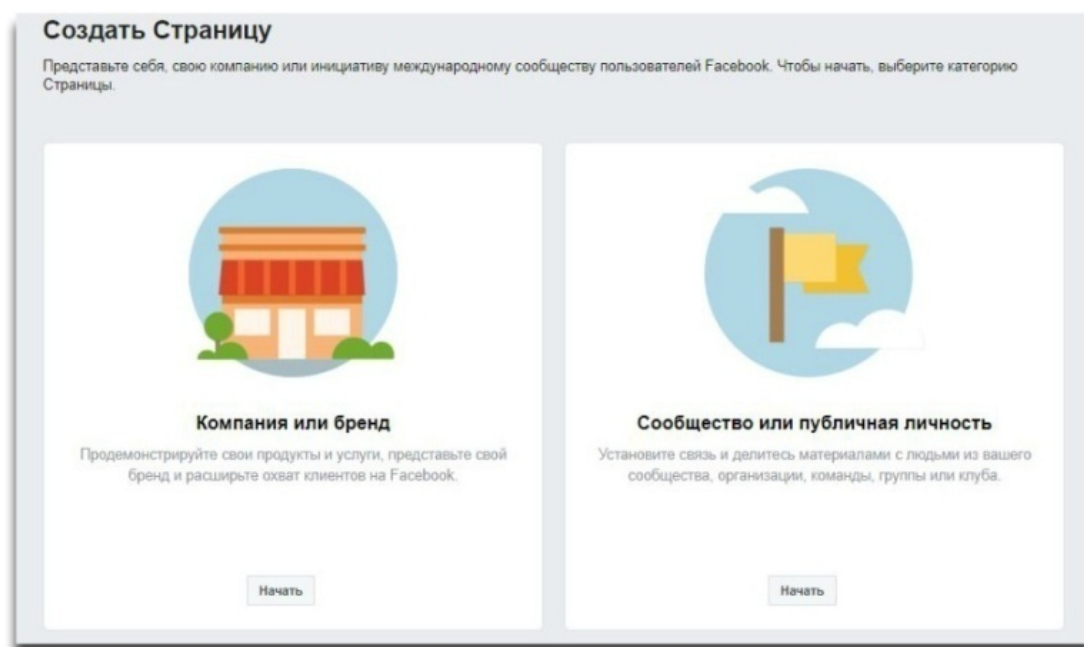 Создать Страницу
Представьте себя, свою компанию или инициативу международному сообществу пользователей Facebook. Чтобы начать, выберите категорию
Страницы.
Компания или бренд
Продемонстрируйте свои продукты и услуги, представьте свой
бренд и расширьте охват клиентов на Facebook.
Начать
Сообщество или публичная личность
Установите связь и делитесь материалами с людьми из вашего
сообщества, организации, команды, группы или клуба.
Начать